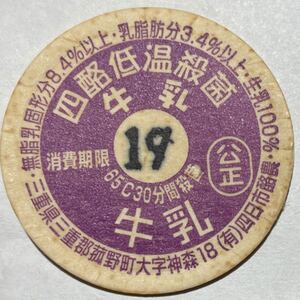 ・無脂乳固形分8.4%以上・乳脂肪分3.4%以上・生乳100%・
四酪低温殺菌
牛乳
消費期限
19
公正
65℃30分間殺菌
牛乳
三重県三重郡菰野町大字神森18(有)四日市酪農